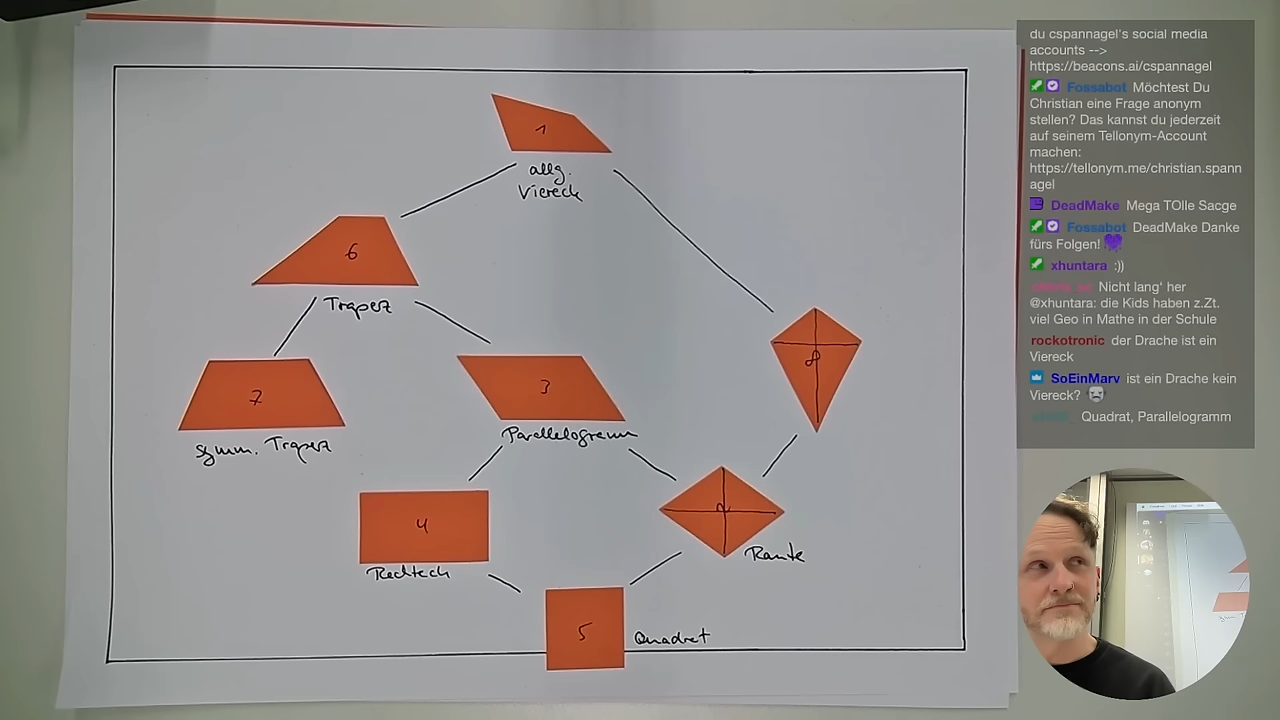 1
allg.
Viereck
6
Trapez
8
7
symm. Trapez
3
Parallelogramm
4
Rechteck
2
Raute
5
Quadrat
du cspannagel's social media
accounts -->
https://beacons.ai/cspannagel
Fossabot Möchtest Du
Christian eine Frage anonym
stellen? Das kannst du jederzeit
auf seinem Tellonym-Account
machen:
https://tellonym.me/christian.spann
agel
DeadMake Mega TOlle Sacge
Fossabot DeadMake Danke
fürs Folgen!
xhuntara :))
Nicht lang' her
@xhuntara: die Kids haben z.Zt.
viel Geo in Mathe in der Schule
rockotronic der Drache ist ein
Viereck
SoEinMarv ist ein Drache kein
Viereck?
Quadrat, Parallelogramm